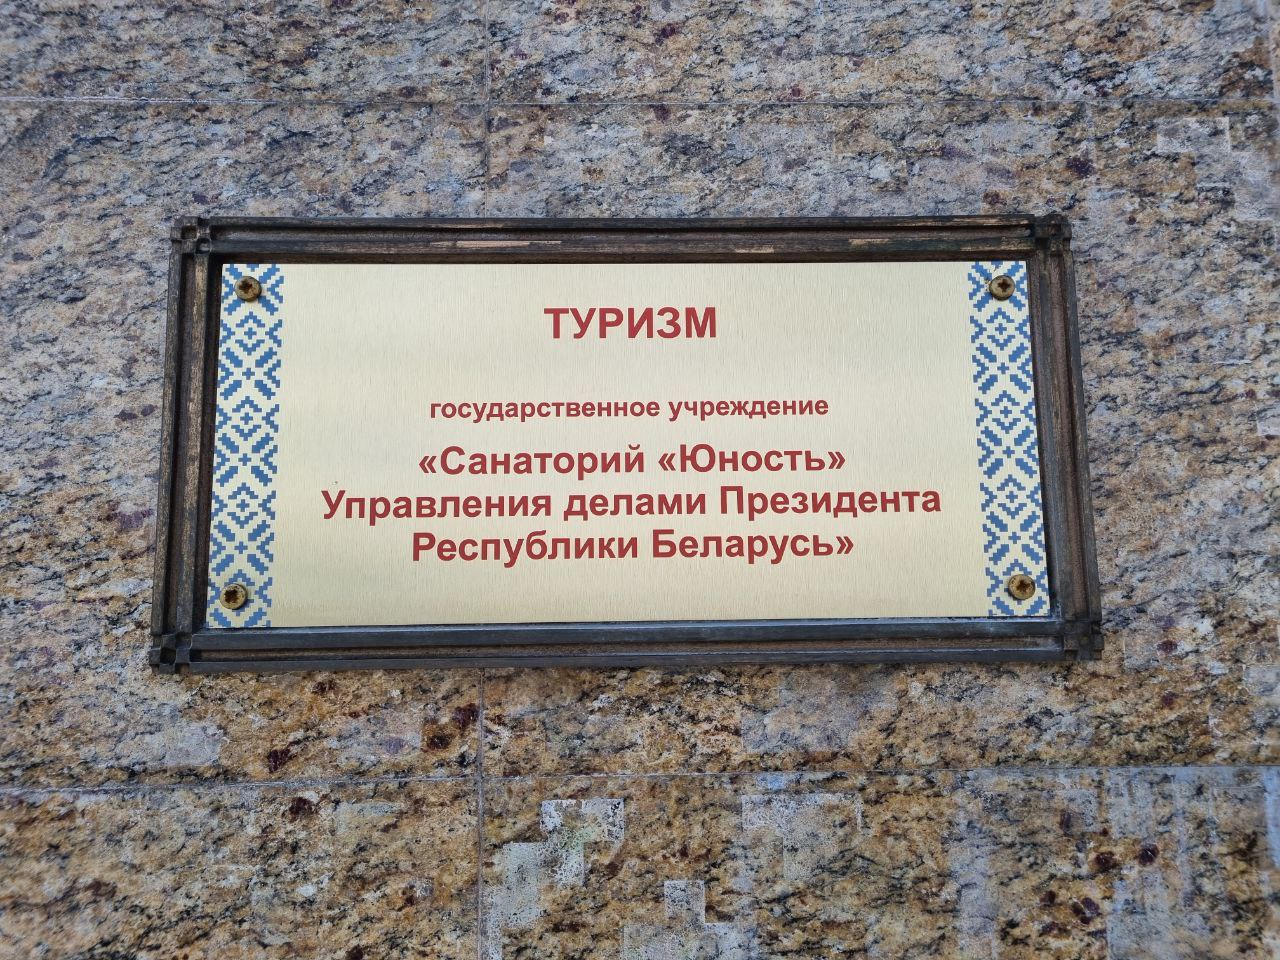 ТУРИЗМ
государственное учреждение
«Санаторий «Юность»
Управления делами Президента
Республики Беларусь»